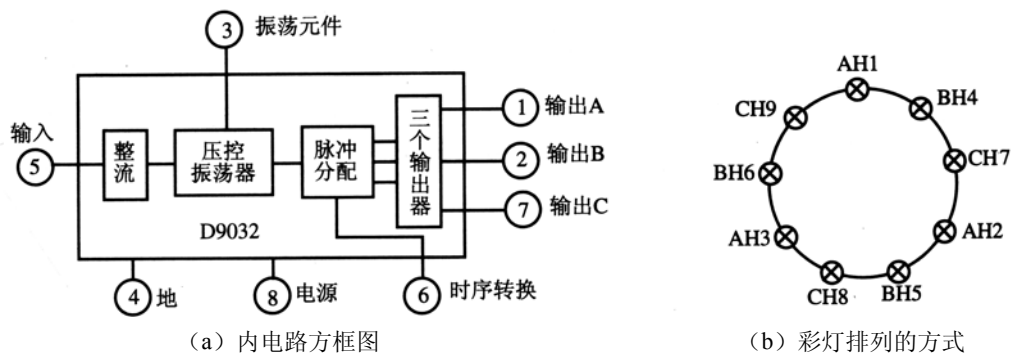 ③ 振荡元件
输入
⑤
整流
压控
振荡器
脉冲
分配
三个输出器
① 输出A
② 输出B
⑦ 输出C
D9032
④ 地
⑧ 电源
⑥ 时序转换
(a) 内电路方框图
AH1
BH4
CH7
AH2
BH5
CH8
AH3
BH6
CH9
(b) 彩灯排列的方式